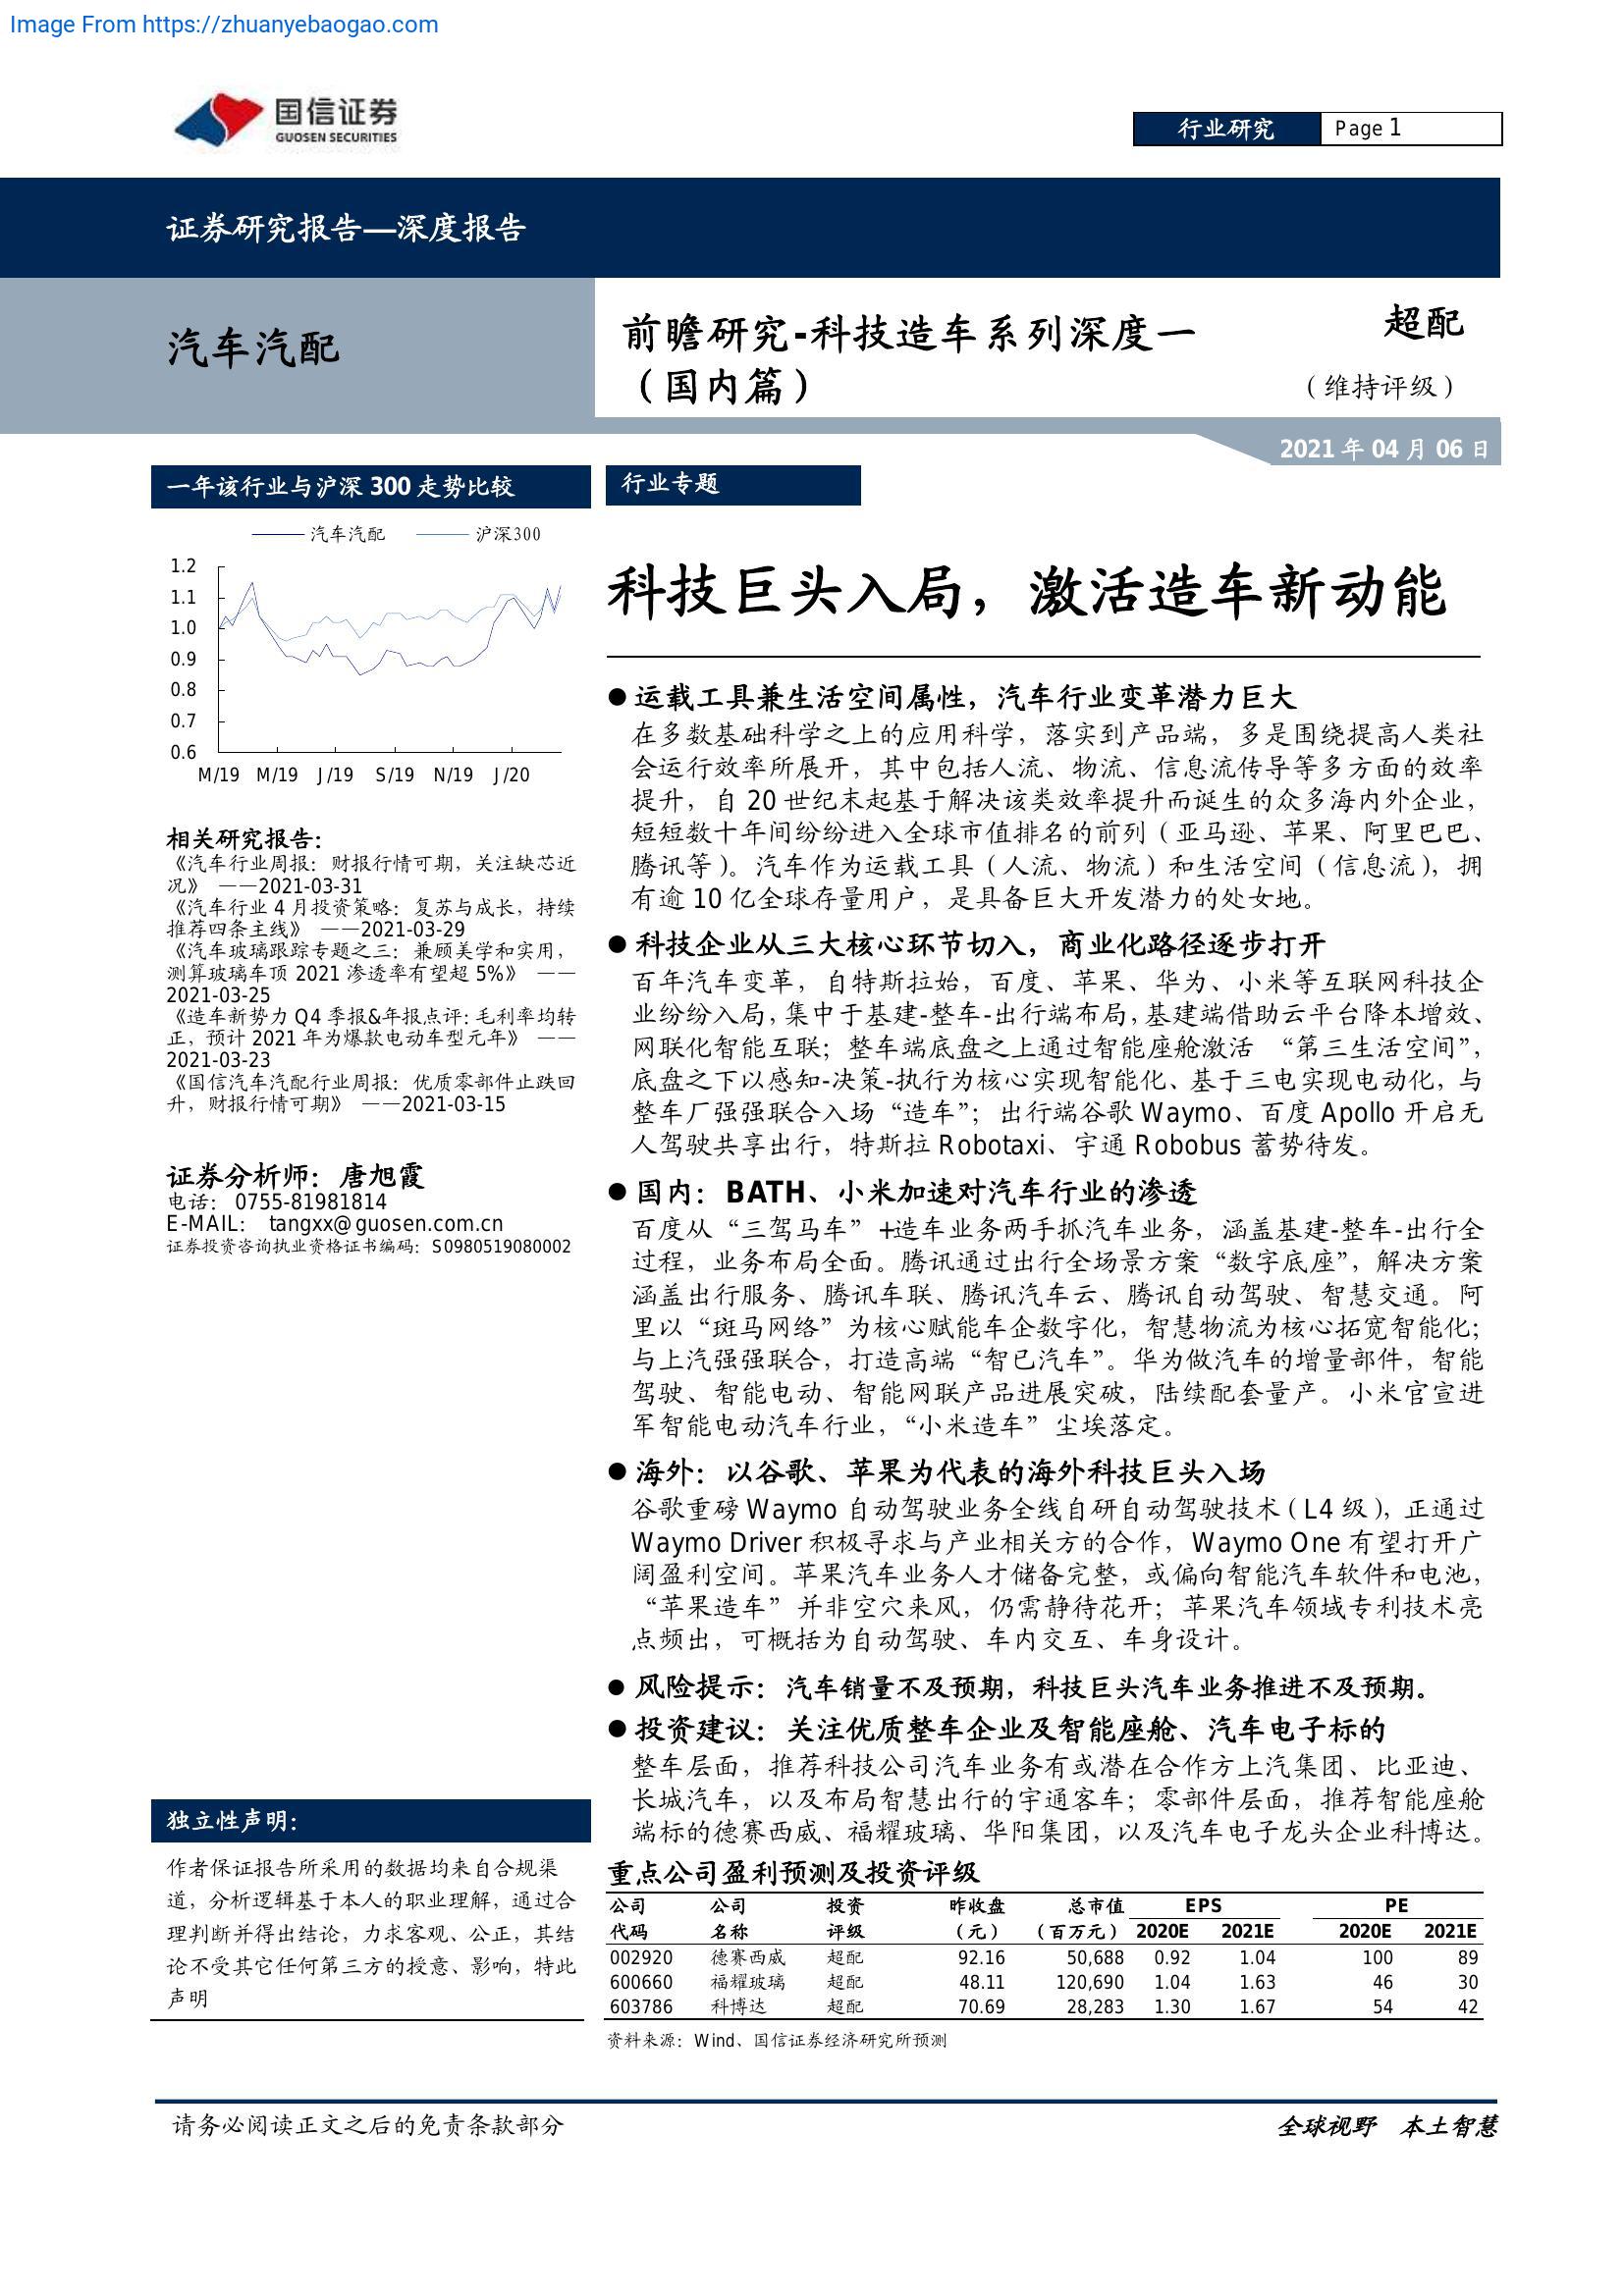 Image From https://zhuanyebaogao.com
国信证券
GUOSEN SECURITIES
行业研究
Page 1
证券研究报告—深度报告
汽车汽配
前瞻研究-科技造车系列深度一
（国内篇）
超配
（维持评级）
2021 年 04 月 06 日
一年该行业与沪深 300 走势比较
汽车汽配 沪深300
1.2
1.1
1.0
0.9
0.8
0.7
0.6
M/19 M/19 J/19 S/19 N/19 J/20
相关研究报告：
《汽车行业周报：财报行情可期，关注缺芯近
况》 ——2021-03-31
《汽车行业 4 月投资策略：复苏与成长，持续
推荐四条主线》 ——2021-03-29
《汽车玻璃跟踪专题之三：兼顾美学和实用，
测算玻璃车顶 2021 渗透率有望超 5%》 ——
2021-03-25
《造车新势力 Q4 季报&年报点评：毛利率均转
正，预计 2021 年为爆款电动车型元年》 ——
2021-03-23
《国信汽车汽配行业周报：优质零部件止跌回
升，财报行情可期》 ——2021-03-15
证券分析师：唐旭霞
电话： 0755-81981814
E-MAIL： tangxx@guosen.com.cn
证券投资咨询执业资格证书编码：S0980519080002
独立性声明：
作者保证报告所采用的数据均来自合规渠
道，分析逻辑基于本人的职业理解，通过合
理判断并得出结论，力求客观、公正，其结
论不受其它任何第三方的授意、影响，特此
声明
行业专题
科技巨头入局，激活造车新动能
● 运载工具兼生活空间属性，汽车行业变革潜力巨大
在多数基础科学之上的应用科学，落实到产品端，多是围绕提高人类社
会运行效率所展开，其中包括人流、物流、信息流传导等多方面的效率
提升，自 20 世纪末起基于解决该类效率提升而诞生的众多海内外企业，
短短数十年间纷纷进入全球市值排名的前列（亚马逊、苹果、阿里巴巴、
腾讯等）。汽车作为运载工具（人流、物流）和生活空间（信息流），拥
有逾 10 亿全球存量用户，是具备巨大开发潜力的处女地。
● 科技企业从三大核心环节切入，商业化路径逐步打开
百年汽车变革，自特斯拉始，百度、苹果、华为、小米等互联网科技企
业纷纷入局，集中于基建-整车-出行端布局，基建端借助云平台降本增效、
网联化智能互联；整车端底盘之上通过智能座舱激活 “第三生活空间”，
底盘之下以感知-决策-执行为核心实现智能化、基于三电实现电动化，与
整车厂强强联合入场“造车”；出行端谷歌 Waymo、百度 Apollo 开启无
人驾驶共享出行，特斯拉 Robotaxi、宇通 Robobus 蓄势待发。
● 国内：BATH、小米加速对汽车行业的渗透
百度从“三驾马车”+造车业务两手抓汽车业务，涵盖基建-整车-出行全
过程，业务布局全面。腾讯通过出行全场景方案“数字底座”，解决方案
涵盖出行服务、腾讯车联、腾讯汽车云、腾讯自动驾驶、智慧交通。阿
里以“斑马网络”为核心赋能车企数字化，智慧物流为核心拓宽智能化；
与上汽强强联合，打造高端“智己汽车”。华为做汽车的增量部件，智能
驾驶、智能电动、智能网联产品进展突破，陆续配套量产。小米官宣进
军智能电动汽车行业，“小米造车”尘埃落定。
● 海外：以谷歌、苹果为代表的海外科技巨头入场
谷歌重磅 Waymo 自动驾驶业务全线自研自动驾驶技术（L4 级），正通过
Waymo Driver 积极寻求与产业相关方的合作，Waymo One 有望打开广
阔盈利空间。苹果汽车业务人才储备完整，或偏向智能汽车软件和电池，
“苹果造车”并非空穴来风，仍需静待花开；苹果汽车领域专利技术亮
点频出，可概括为自动驾驶、车内交互、车身设计。
● 风险提示：汽车销量不及预期，科技巨头汽车业务推进不及预期。
● 投资建议：关注优质整车企业及智能座舱、汽车电子标的
整车层面，推荐科技公司汽车业务有或潜在合作方上汽集团、比亚迪、
长城汽车，以及布局智慧出行的宇通客车；零部件层面，推荐智能座舱
端标的德赛西威、福耀玻璃、华阳集团，以及汽车电子龙头企业科博达。
重点公司盈利预测及投资评级
公司 公司 投资 昨收盘 总市值 EPS PE
代码 名称 评级 （元） （百万元） 2020E 2021E 2020E 2021E
002920 德赛西威 超配 92.16 50,688 0.92 1.04 100 89
600660 福耀玻璃 超配 48.11 120,690 1.04 1.63 46 30
603786 科博达 超配 70.69 28,283 1.30 1.67 54 42
资料来源：Wind、国信证券经济研究所预测
请务必阅读正文之后的免责条款部分
全球视野 本土智慧